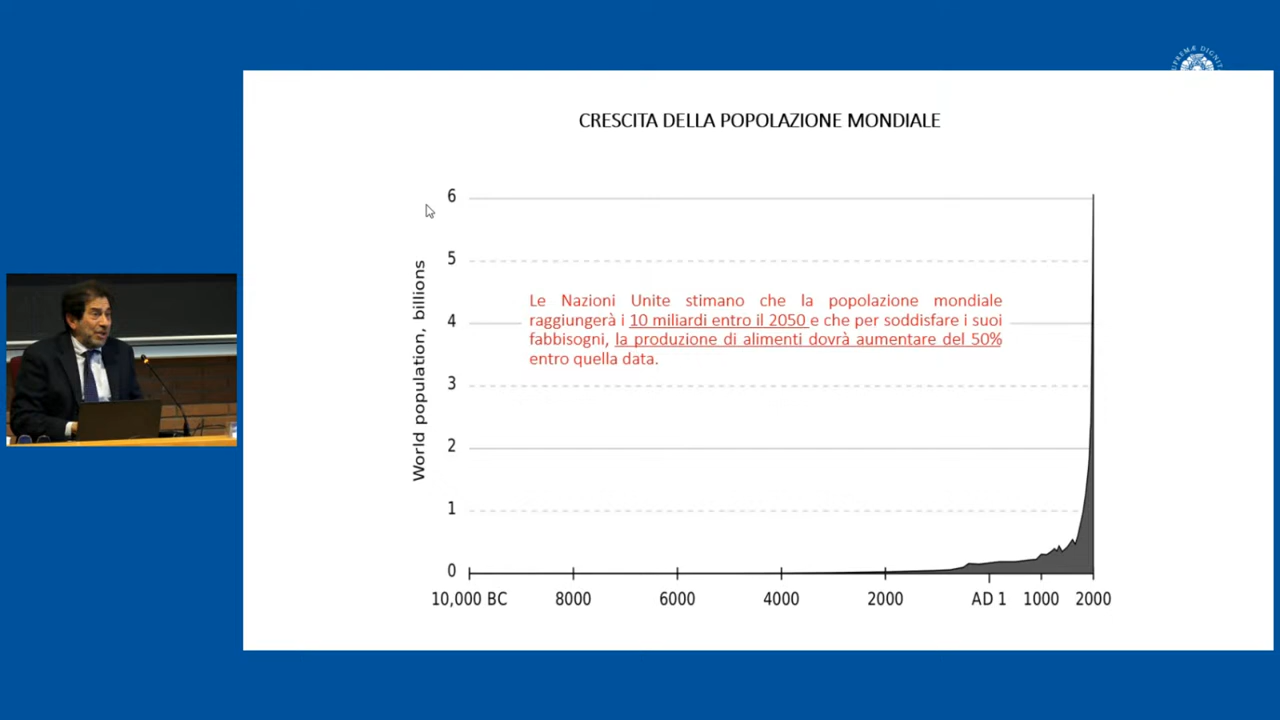 SUPREMÆ DIGNIT
CRESCITA DELLA POPOLAZIONE MONDIALE
World population, billions
6
5
4
3
2
1
0
Le Nazioni Unite stimano che la popolazione mondiale
raggiungerà i 10 miliardi entro il 2050 e che per soddisfare i suoi
fabbisogni, la produzione di alimenti dovrà aumentare del 50%
entro quella data.
10,000 BC 8000 6000 4000 2000 AD 1 1000 2000